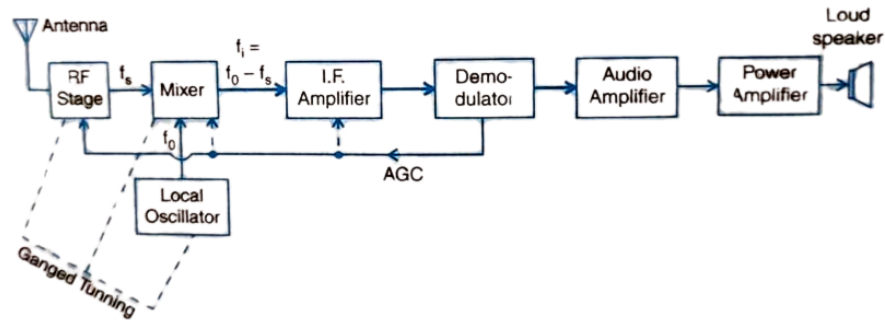 Antenna
RF
Stage
fs
Mixer
fi =
f0 – fs
I.F.
Amplifier
Demo-
dulator
Audio
Amplifier
Power
Amplifier
Loud
speaker
f0
AGC
Local
Oscillator
Ganged Tunning